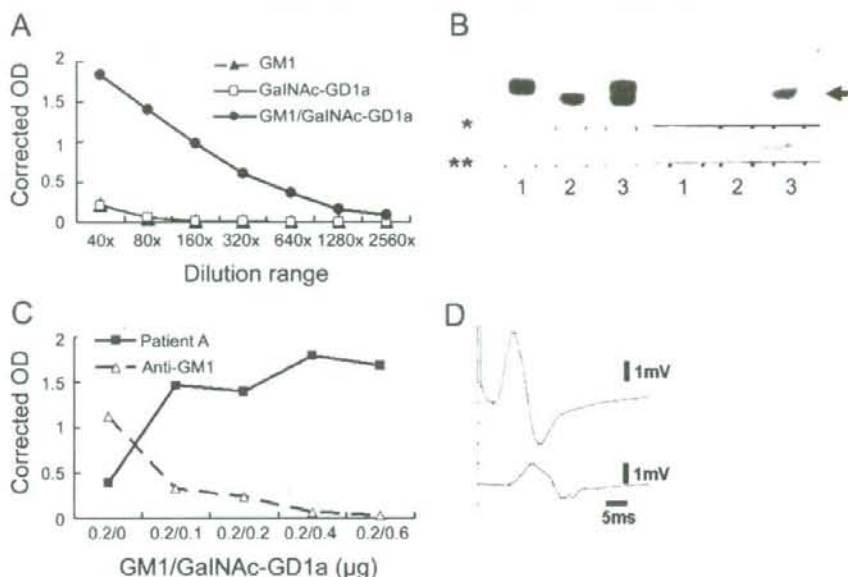 A
Corrected OD
2
1.5
1
0.5
0
GM1
GalNAc-GD1a
GM1/GalNAc-GD1a
40x 80x 160x 320x 640x 1280x 2560x
Dilution range
B
*
**
1 2 3 1 2 3
C
Corrected OD
2
1.5
1
0.5
0
Patient A
Anti-GM1
0.2/0 0.2/0.1 0.2/0.2 0.2/0.4 0.2/0.6
GM1/GalNAc-GD1a (µg)
D
1mV
1mV
5ms